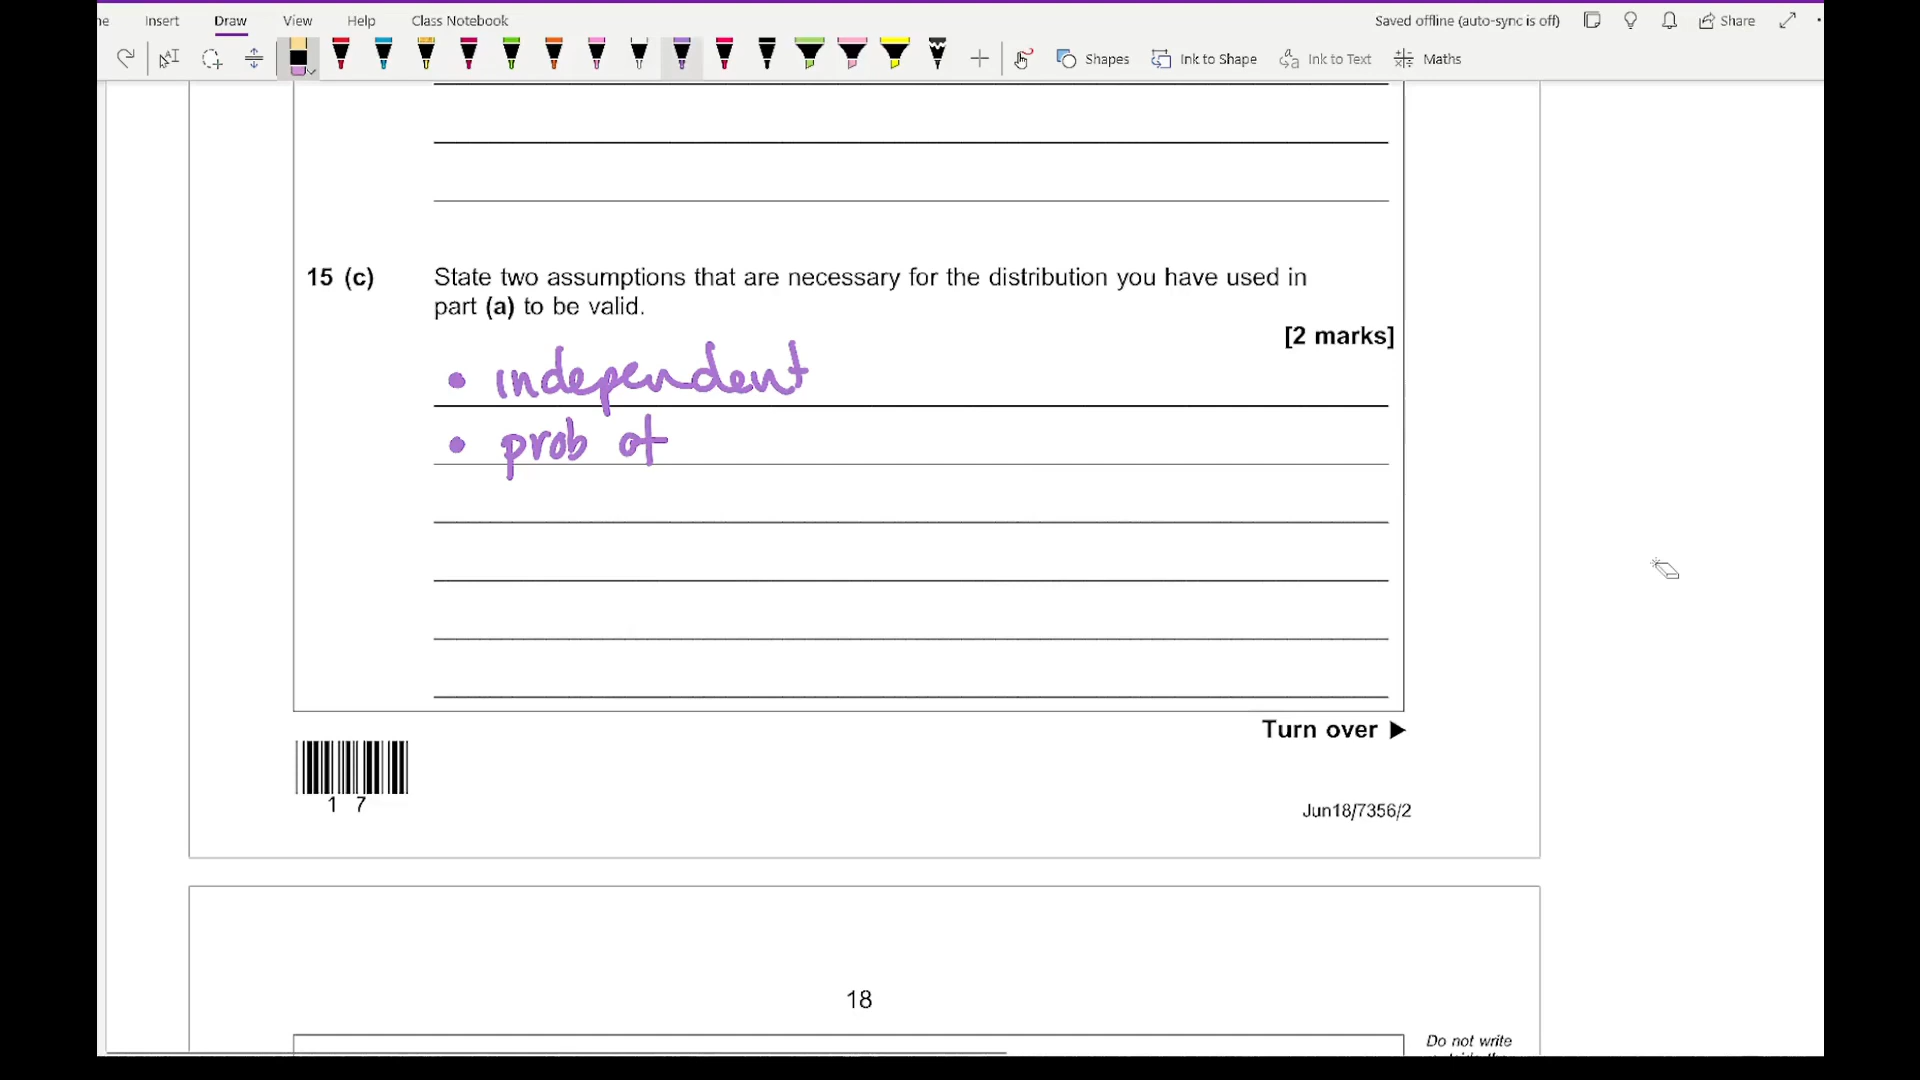 Insert Draw View Help Class Notebook Saved offline (auto-sync is off) Share
Shapes Ink to Shape Ink to Text Maths
15 (c) State two assumptions that are necessary for the distribution you have used in
part (a) to be valid.
[2 marks]
• independent
• prob of
Turn over ▶
1 7
Jun18/7356/2
18
Do not write